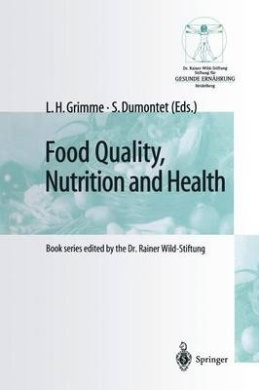 Dr. Rainer Wild-Stiftung
Stiftung für
GESUNDE ERNÄHRUNG
Heidelberg
L.H. Grimme · S. Dumontet (Eds.)
Food Quality,
Nutrition and Health
Book series edited by the Dr. Rainer Wild-Stiftung
Springer